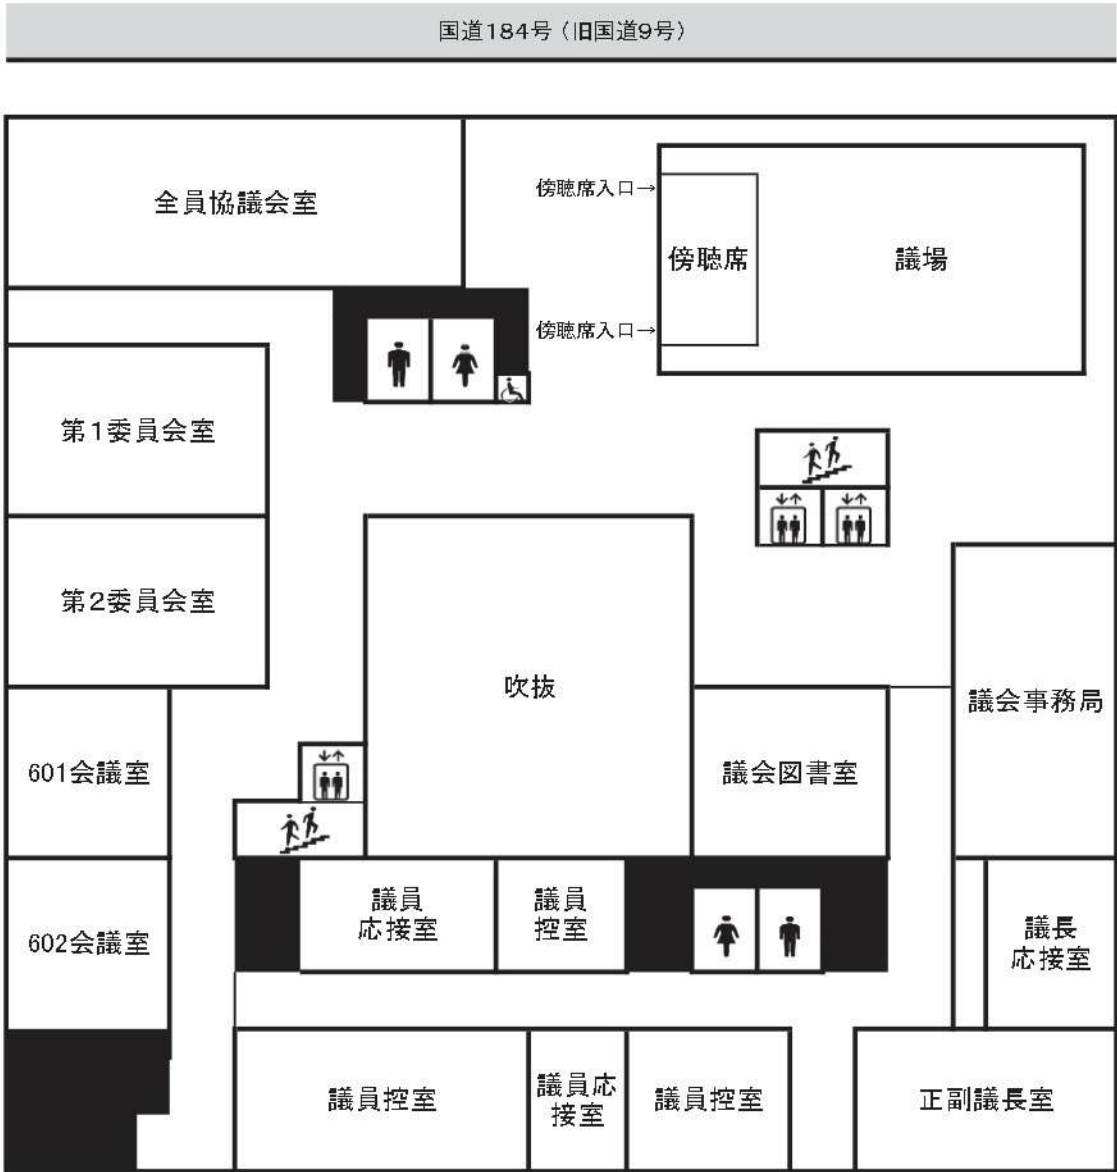 国道184号（旧国道9号）
全員協議会室
傍聴席入口→
傍聴席
議場
傍聴席入口→
第1委員会室
第2委員会室
吹抜
議会事務局
601会議室
議会図書室
602会議室
議員
応接室
議員
控室
議長
応接室
議員控室
議員応
接室
議員控室
正副議長室